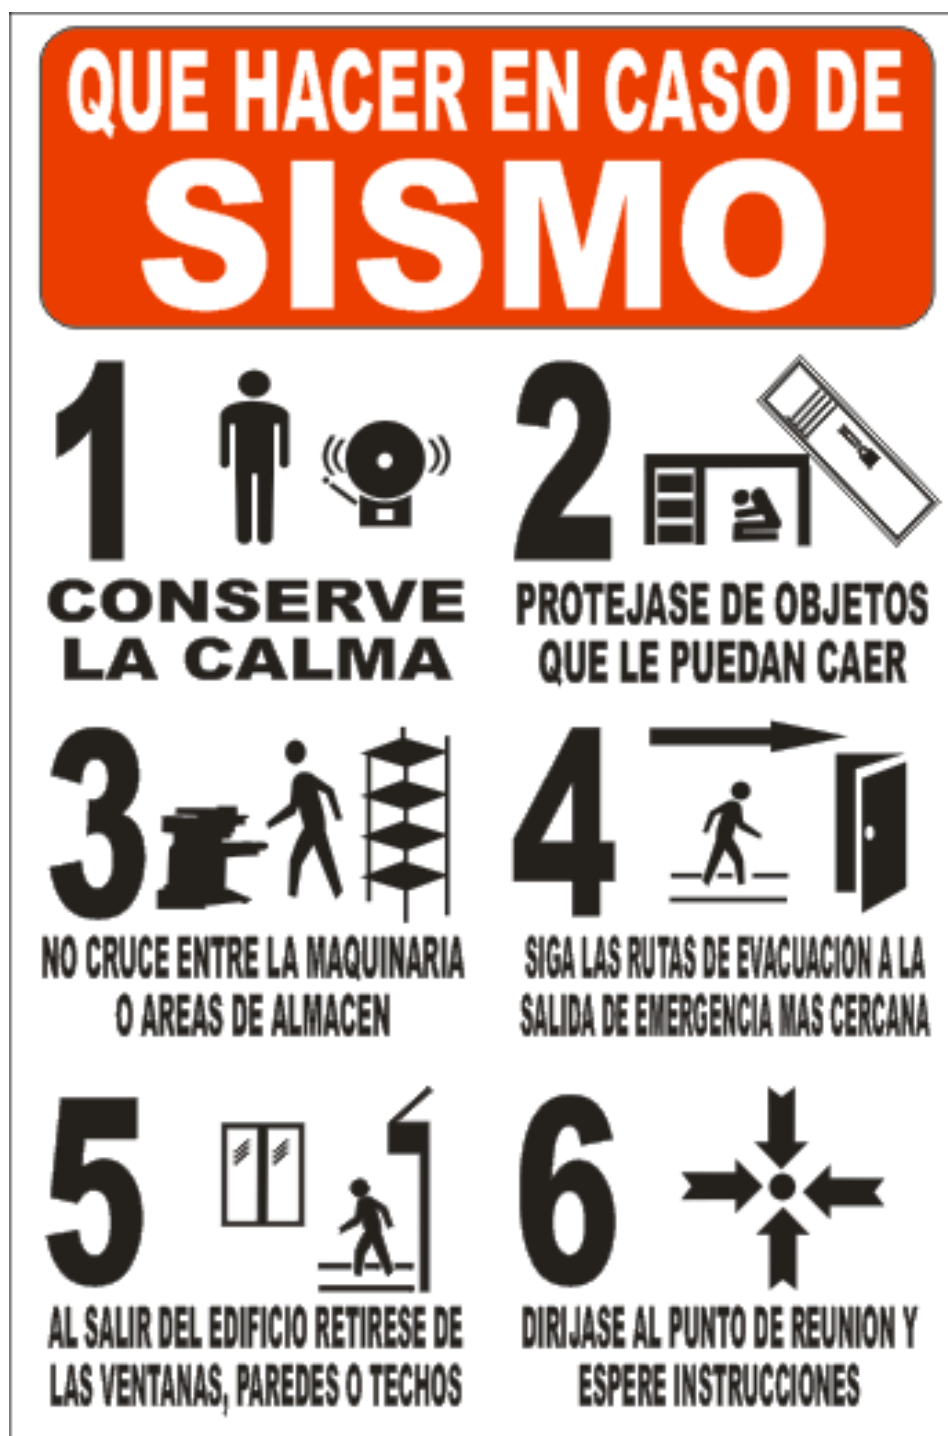 QUE HACER EN CASO DE
SISMO
1
CONSERVE
LA CALMA
2
PROTEJASE DE OBJETOS
QUE LE PUEDAN CAER
3
NO CRUCE ENTRE LA MAQUINARIA
O AREAS DE ALMACEN
4
SIGA LAS RUTAS DE EVACUACION A LA
SALIDA DE EMERGENCIA MAS CERCANA
5
AL SALIR DEL EDIFICIO RETIRESE DE
LAS VENTANAS, PAREDES O TECHOS
6
DIRIJASE AL PUNTO DE REUNION Y
ESPERE INSTRUCCIONES